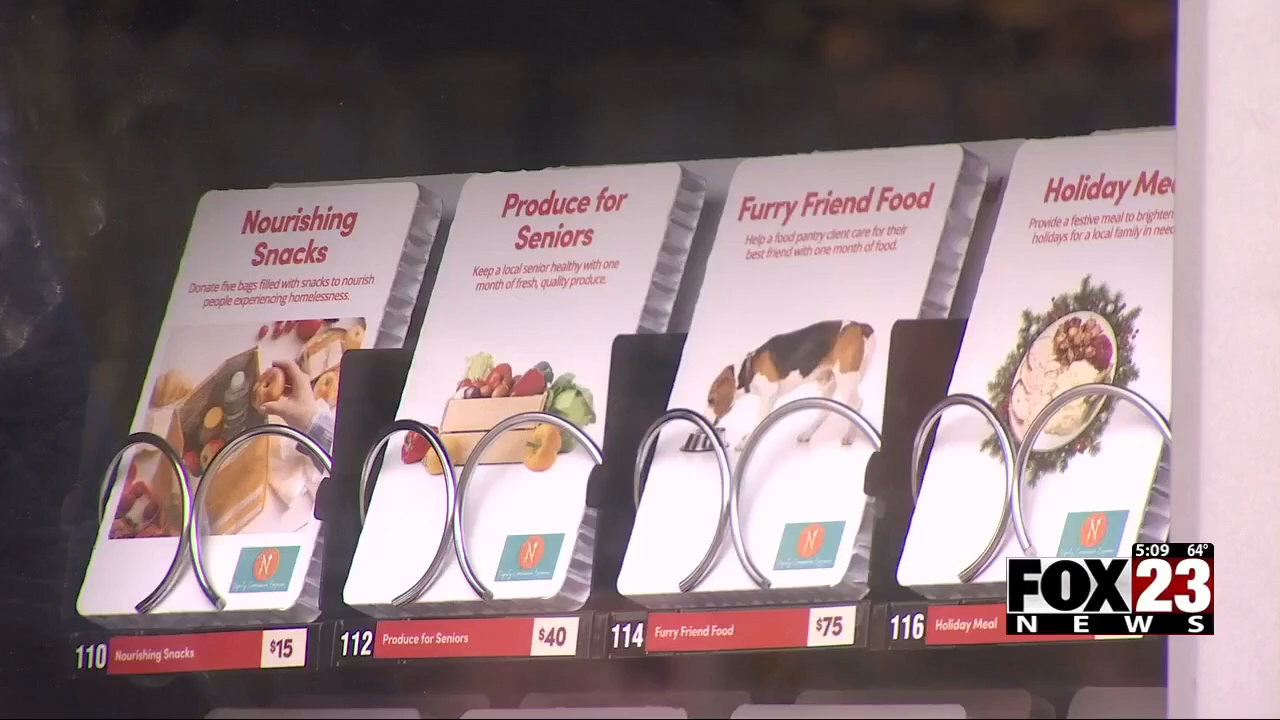 Nourishing
Snacks
Donate five bags filled with snacks to nourish
people experiencing homelessness.
N
110
Nourishing Snacks
$15
Produce for
Seniors
Keep a local senior healthy with one
month of fresh, quality produce.
N
112
Produce for Seniors
$40
Furry Friend Food
Help a food pantry client care for their
best friend with one month of food.
N
114
Furry Friend Food
$75
Holiday Mea
Provide a festive meal to brighten
holidays for a local family in need
N
116
Holiday Meal
5:09 64°
FOX 23
NEWS